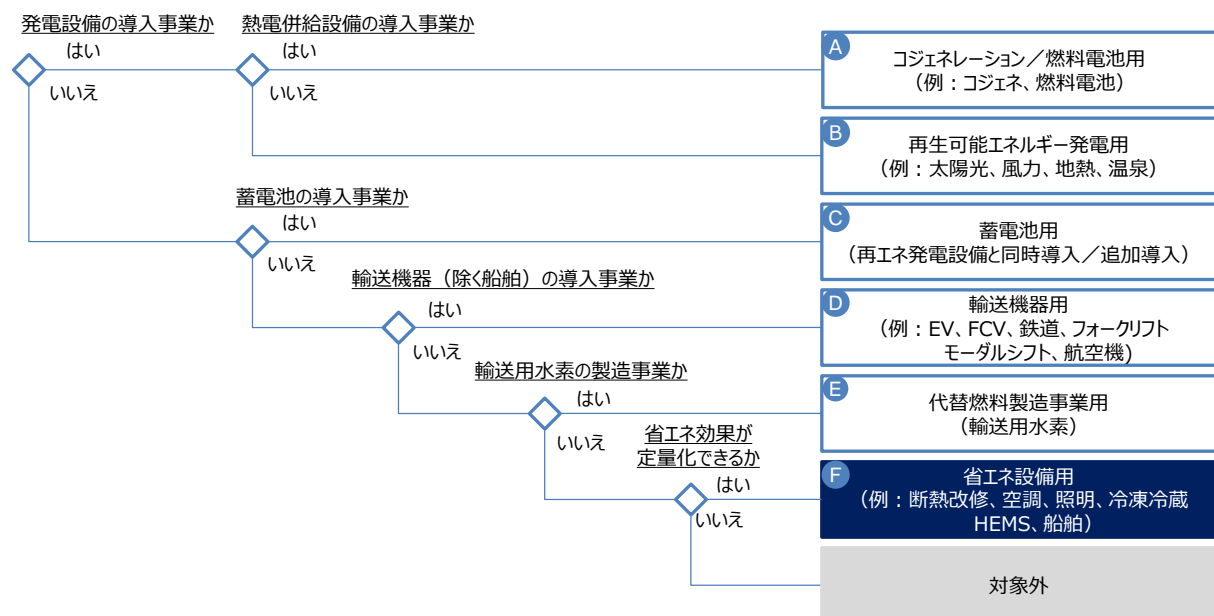 発電設備の導入事業か
熱電併給設備の導入事業か
はい
はい
いいえ
いいえ
A
コジェネレーション／燃料電池用
（例：コジェネ、燃料電池）
B
再生可能エネルギー発電用
（例：太陽光、風力、地熱、温泉）
蓄電池の導入事業か
はい
いいえ
C
蓄電池用
（再エネ発電設備と同時導入／追加導入）
輸送機器（除く船舶）の導入事業か
はい
いいえ
D
輸送機器用
（例：EV、FCV、鉄道、フォークリフト
モーダルシフト、航空機)
輸送用水素の製造事業か
はい
いいえ
E
代替燃料製造事業用
（輸送用水素）
省エネ効果が
定量化できるか
はい
いいえ
F
省エネ設備用
（例：断熱改修、空調、照明、冷凍冷蔵
HEMS、船舶）
対象外